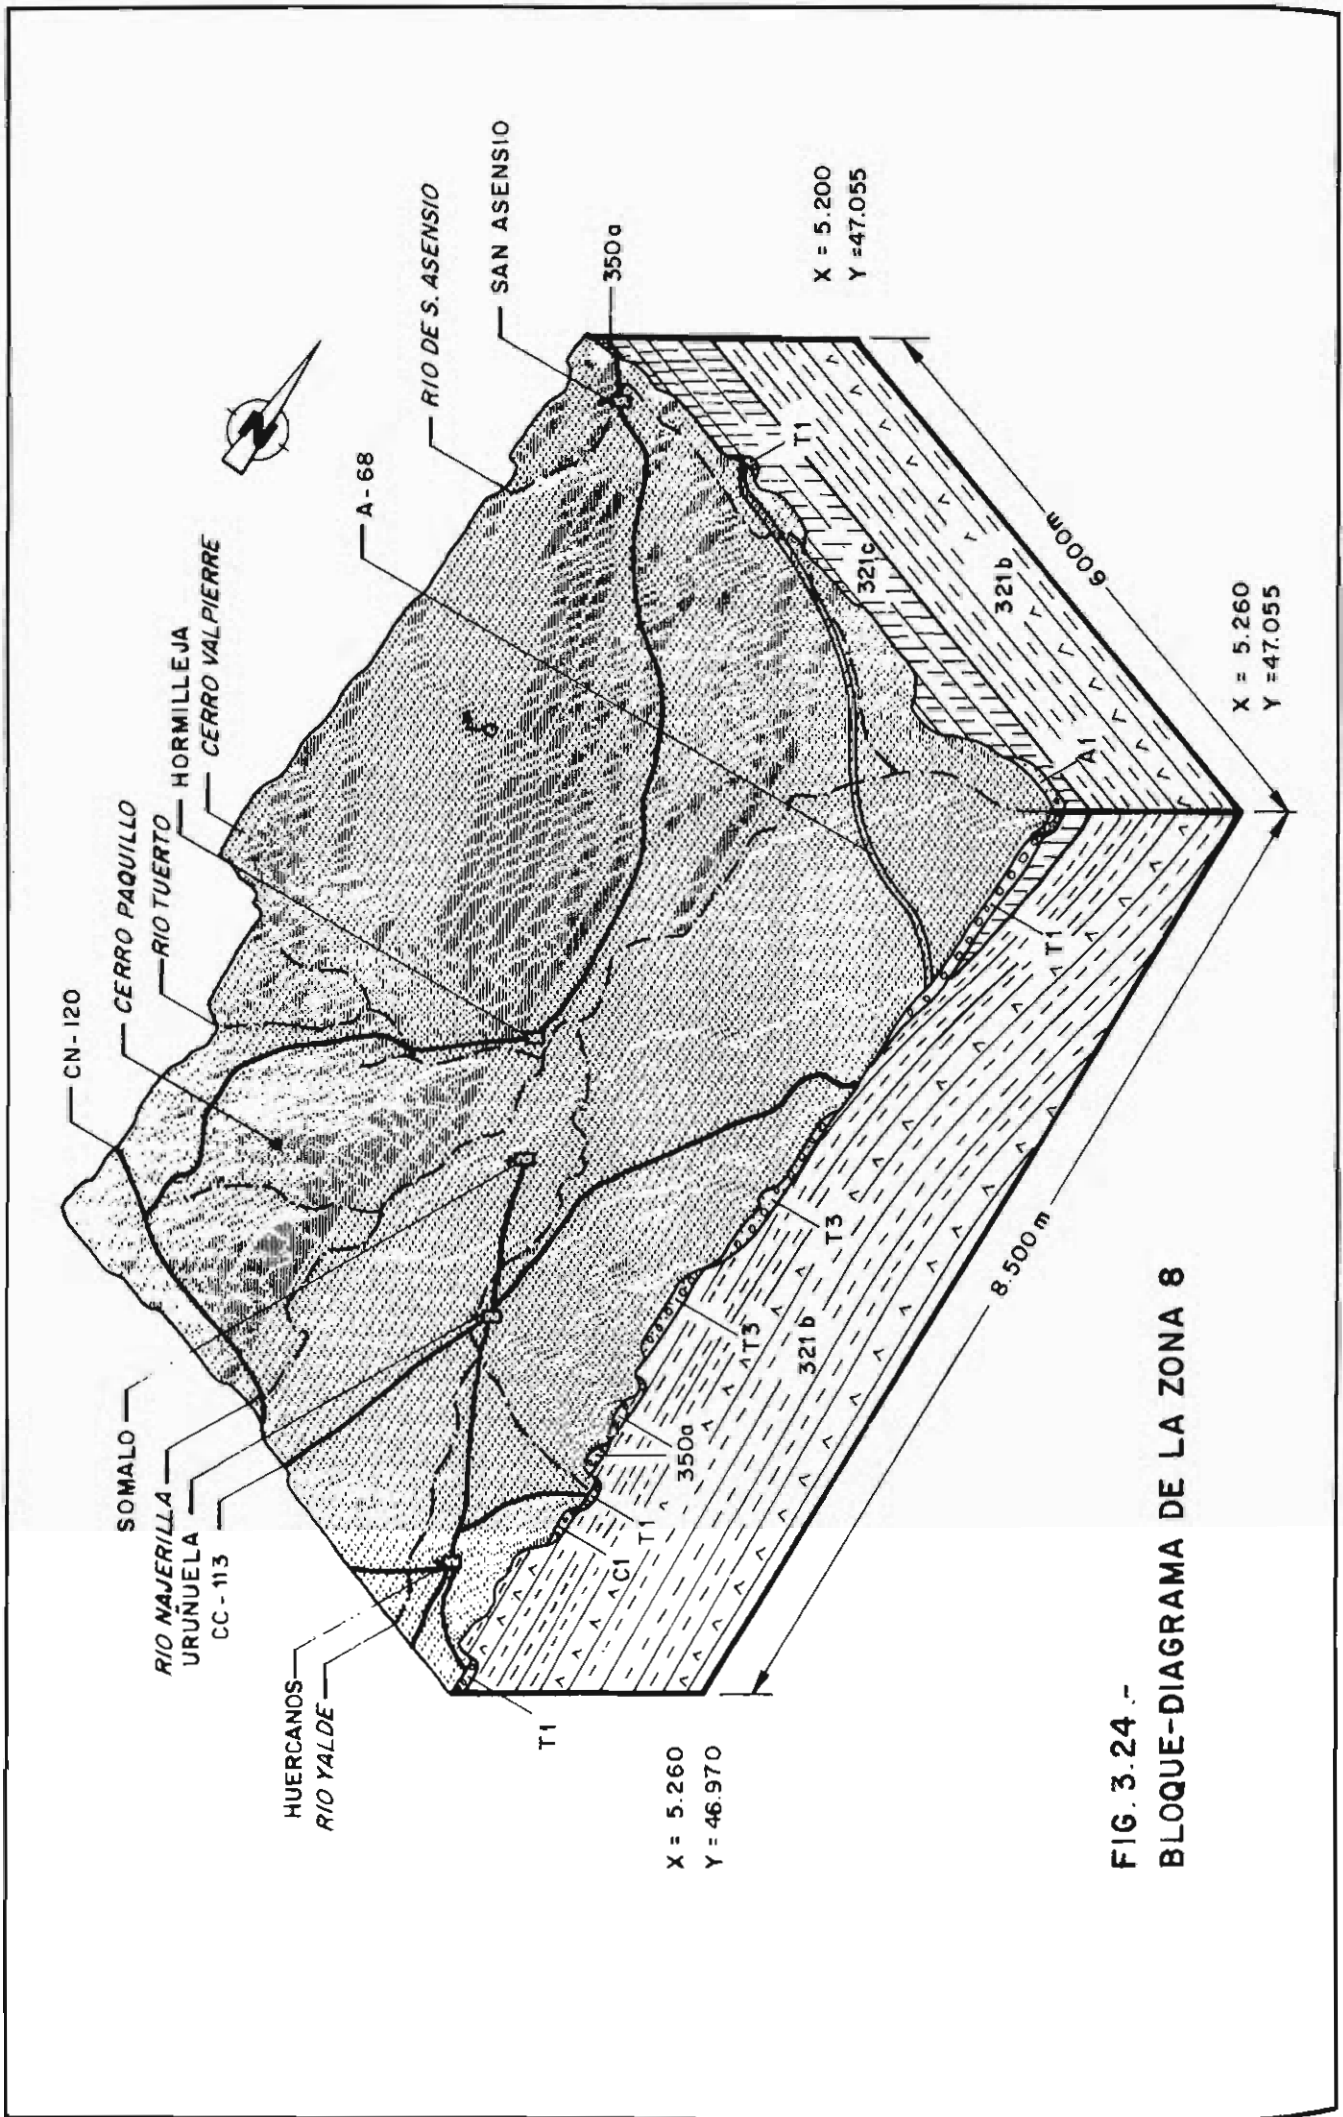 CN-120
CERRO PAQUILLO
RIO TUERTO
HORMILLEJA
CERRO VALPIERRE
A-68
RIO DE S. ASENSIO
SAN ASENSIO
350a
N
SOMALO
RIO NAJERILLA
URUÑUELA
CC-113
HUERCANOS
RIO YALDE
T1
X = 5.260
Y = 46.970
C1
T1
350a
T3
321b
T3
T1
A1
321c
T1
321b
8.500 m
6000m
X = 5.200
Y = 47.055
X = 5.260
Y = 47.055
FIG. 3.24.-
BLOQUE-DIAGRAMA DE LA ZONA 8